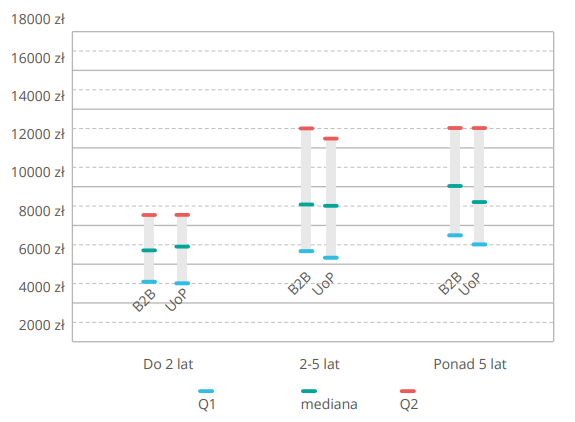 18000 zł
16000 zł
14000 zł
12000 zł
10000 zł
8000 zł
6000 zł
4000 zł
2000 zł
B2B UoP B2B UoP B2B UoP
Do 2 lat 2-5 lat Ponad 5 lat
Q1 mediana Q2